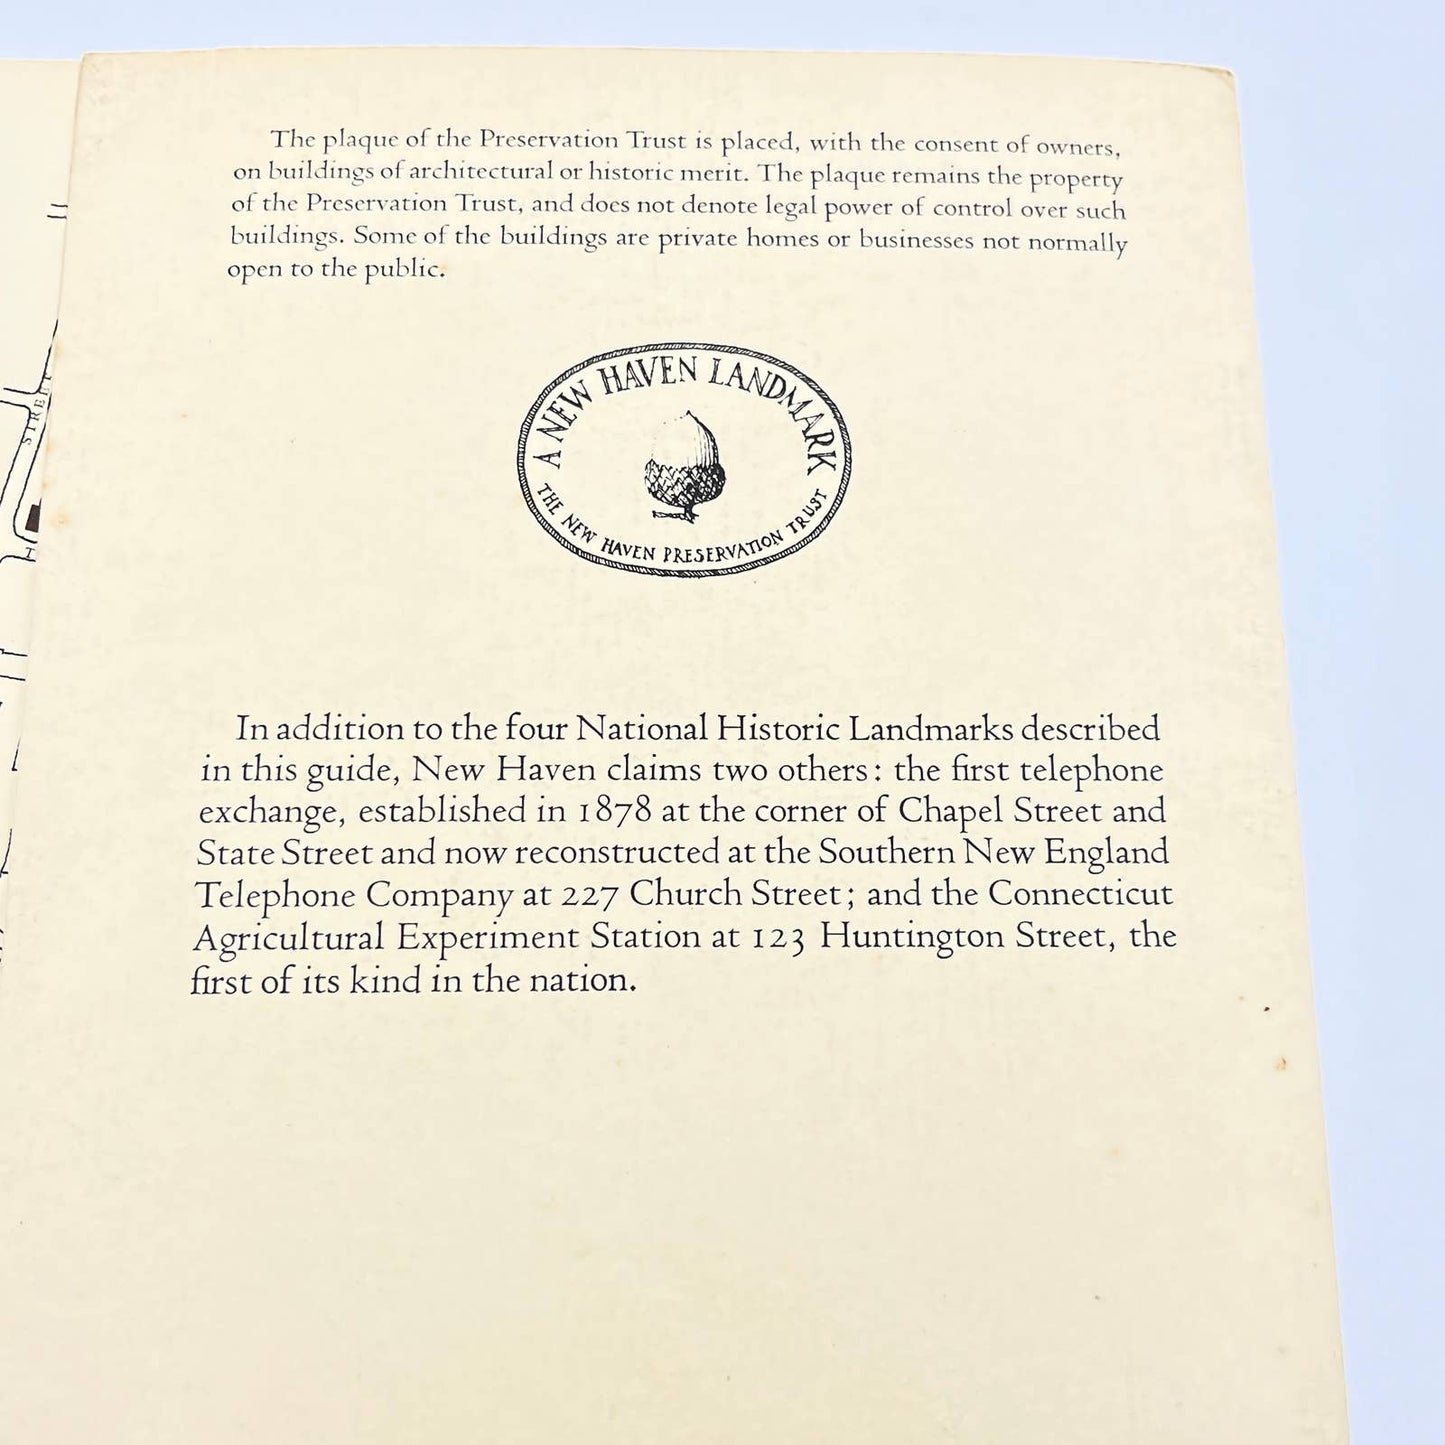 The plaque of the Preservation Trust is placed, with the consent of owners,
on buildings of architectural or historic merit. The plaque remains the property
of the Preservation Trust, and does not denote legal power of control over such
buildings. Some of the buildings are private homes or businesses not normally
open to the public.
A NEW HAVEN LANDMARK
THE NEW HAVEN PRESERVATION TRUST
In addition to the four National Historic Landmarks described
in this guide, New Haven claims two others: the first telephone
exchange, established in 1878 at the corner of Chapel Street and
State Street and now reconstructed at the Southern New England
Telephone Company at 227 Church Street; and the Connecticut
Agricultural Experiment Station at 123 Huntington Street, the
first of its kind in the nation.
STREET
H